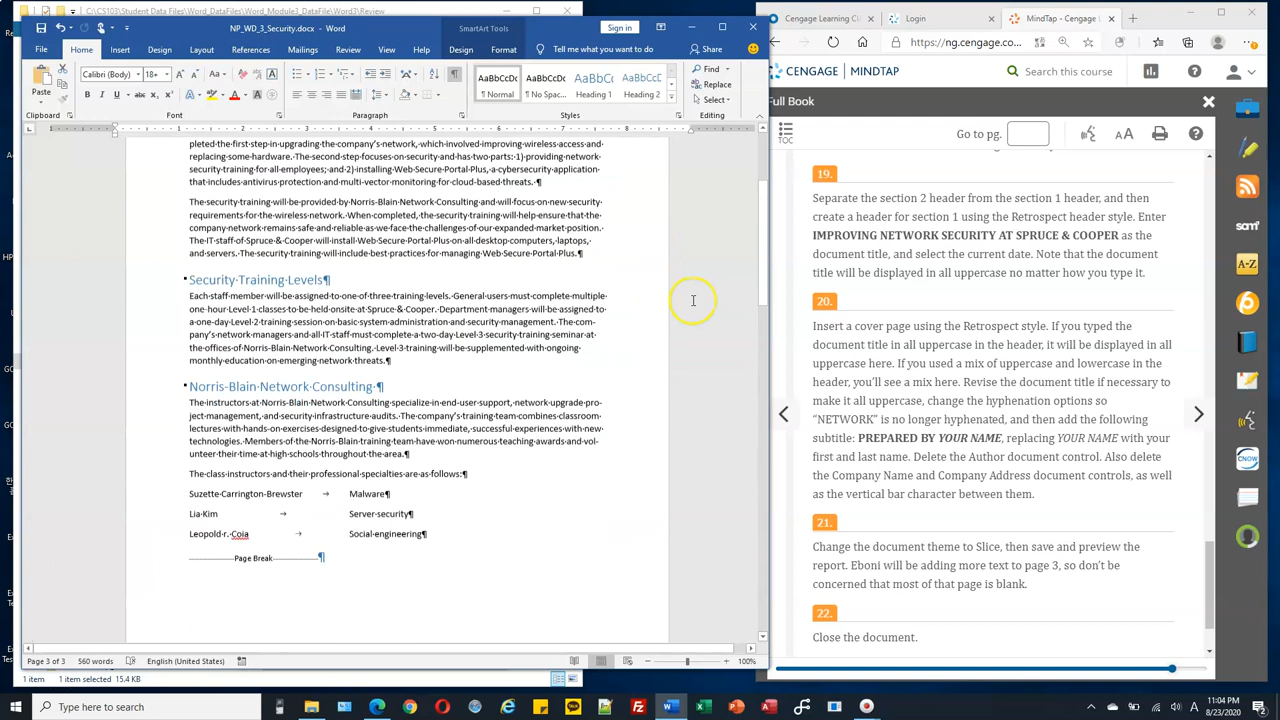 C:\CS103\Student Data Files\Word_Data_Files\Word_Module3_DataFile\Word3\Review
NP_WD_3_Security.docx - Word
SmartArt Tools
Sign in
File Home Insert Draw Design Layout References Mailings Review View Help Design Format Tell me what you want to do Share
Paste
Calibri (Body) 18+
AaBbCcDc AaBbCcDc AaBbCc AaBbCcD
¶ Normal ¶ No Spac... Heading 1 Heading 2
Find
Replace
Select
Clipboard Font Paragraph Styles Editing
pleted·the·first·step·in·upgrading·the·company's·network,·which·involved·improving·wireless·access·and·
replacing·some·hardware.·The·second·step·focuses·on·security·and·has·two·parts:·1)·providing·network·
security·training·for·all·employees;·and·2)·installing·Web·Secure·Portal·Plus,·a·cybersecurity·application·
that·includes·antivirus·protection·and·multi-vector·monitoring·for·cloud-based·threats.·¶
The·security·training·will·be·provided·by·Norris-Blain·Network·Consulting·and·will·focus·on·new·security·
requirements·for·the·wireless·network.·When·completed,·the·security·training·will·help·ensure·that·the·
company·network·remains·safe·and·reliable·as·we·face·the·challenges·of·our·expanded·market·position.·
The·IT·staff·of·Spruce·&·Cooper·will·install·Web·Secure·Portal·Plus·on·all·desktop·computers,·laptops,·
and·servers.·The·security·training·will·include·best·practices·for·managing·Web·Secure·Portal·Plus.¶
Security·Training·Levels¶
Each·staff·member·will·be·assigned·to·one·of·three·training·levels.·General·users·must·complete·multiple·
one-hour·Level·1·classes·to·be·held·onsite·at·Spruce·&·Cooper.·Department·managers·will·be·assigned·to·
a·one-day·Level·2·training·session·on·basic·system·administration·and·security·management.·The·com-
pany's·network·managers·and·all·IT·staff·must·complete·a·two-day·Level·3·security·training·seminar·at·
the·offices·of·Norris-Blain·Network·Consulting.·Level·3·training·will·be·supplemented·with·ongoing·
monthly·education·on·emerging·network·threats.¶
Norris-Blain·Network·Consulting·¶
The·instructors·at·Norris-Blain·Network·Consulting·specialize·in·end-user·support,·network·upgrade·pro-
ject·management,·and·security·infrastructure·audits.·The·company's·training·team·combines·classroom·
lectures·with·hands-on·exercises·designed·to·give·students·immediate,·successful·experiences·with·new·
technologies.·Members·of·the·Norris-Blain·training·team·have·won·numerous·teaching·awards·and·vol-
unteer·their·time·at·high·schools·throughout·the·area.¶
The·class·instructors·and·their·professional·specialties·are·as·follows:¶
Suzette·Carrington-Brewster → Malware¶
Lia·Kim → Server·security¶
Leopold·r.·Coia → Social·engineering¶
Page Break ¶
Page 3 of 3 560 words English (United States) 100%
1 item 1 item selected 15.4 KB
Cengage Learning C Login MindTap - Cengage L
https://ng.cengage.co...
CENGAGE MINDTAP Search this course
Full Book
TOC
Go to pg.
AA
19.
Separate the section 2 header from the section 1 header, and then
create a header for section 1 using the Retrospect header style. Enter
IMPROVING NETWORK SECURITY AT SPRUCE & COOPER as the
document title, and select the current date. Note that the document
title will be displayed in all uppercase no matter how you type it.
20.
Insert a cover page using the Retrospect style. If you typed the
document title in all uppercase in the header, it will be displayed in all
uppercase here. If you used a mix of uppercase and lowercase in the
header, you'll see a mix here. Revise the document title if necessary to
make it all uppercase, change the hyphenation options so
“NETWORK” is no longer hyphenated, and then add the following
subtitle: PREPARED BY YOUR NAME, replacing YOUR NAME with your
first and last name. Delete the Author document control. Also delete
the Company Name and Company Address document controls, as well
as the vertical bar character between them.
21.
Change the document theme to Slice, then save and preview the
report. Eboni will be adding more text to page 3, so don't be
concerned that most of that page is blank.
22.
Close the document.
sam
A-Z
6
CNOW
Type here to search
11:04 PM
8/23/2020